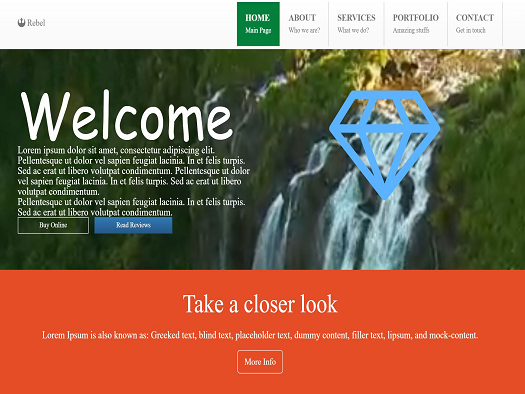 Rebel
HOME
Main Page
ABOUT
Who we are?
SERVICES
What we do?
PORTFOLIO
Amazing stuffs
CONTACT
Get in touch
Welcome
Lorem ipsum dolor sit amet, consectetur adipiscing elit.
Pellentesque ut dolor vel sapien feugiat lacinia. In et felis turpis.
Sed ac erat ut libero volutpat condimentum. Pellentesque ut dolor
vel sapien feugiat lacinia. In et felis turpis. Sed ac erat ut libero
volutpat condimentum.
Pellentesque ut dolor vel sapien feugiat lacinia. In et felis turpis.
Sed ac erat ut libero volutpat condimentum.
Buy Online
Read Reviews
Take a closer look
Lorem Ipsum is also known as: Greeked text, blind text, placeholder text, dummy content, filler text, lipsum, and mock-content.
More Info